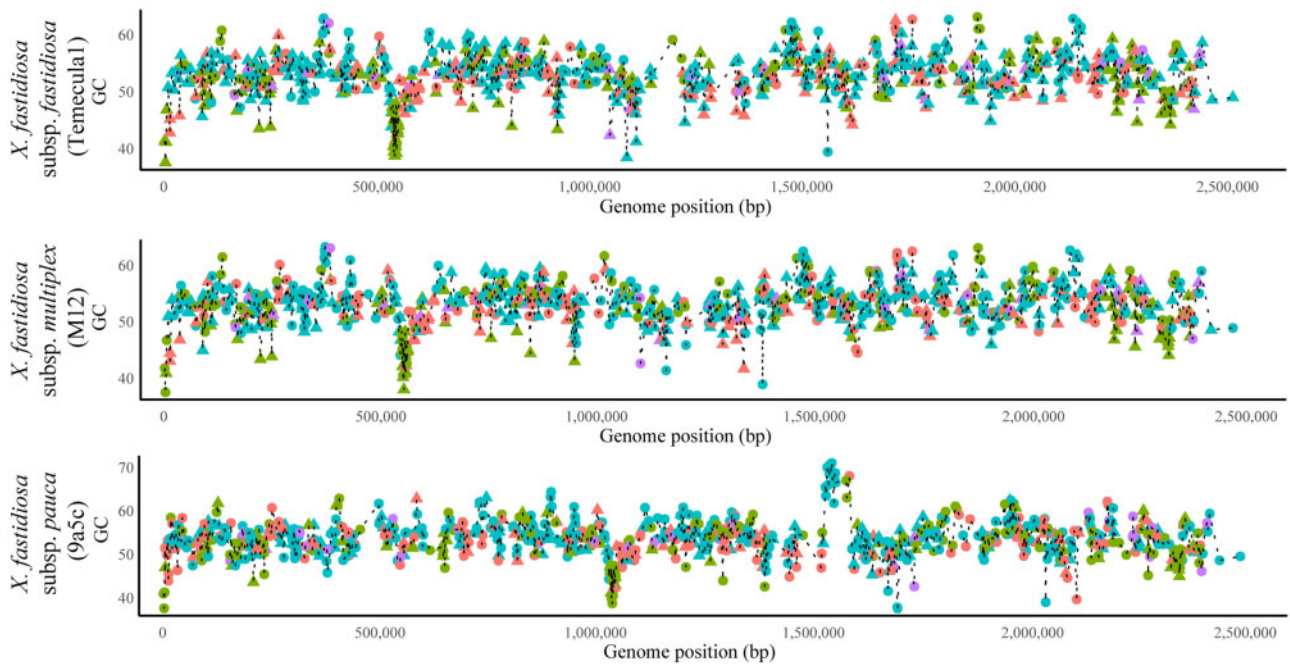 X. fastidiosa
subsp. fastidiosa
(Temecula1)
GC
60
50
40
0
500,000
1,000,000
1,500,000
2,000,000
2,500,000
Genome position (bp)
X. fastidiosa
subsp. multiplex
(M12)
GC
60
50
40
0
500,000
1,000,000
1,500,000
2,000,000
2,500,000
Genome position (bp)
X. fastidiosa
subsp. pauca
(9a5c)
GC
70
60
50
40
0
500,000
1,000,000
1,500,000
2,000,000
2,500,000
Genome position (bp)